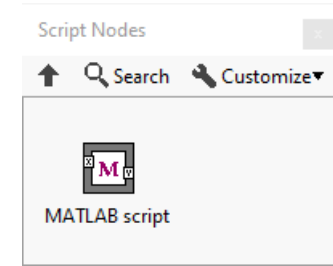 Script Nodes
x
Search Customize
X M Y
MATLAB script